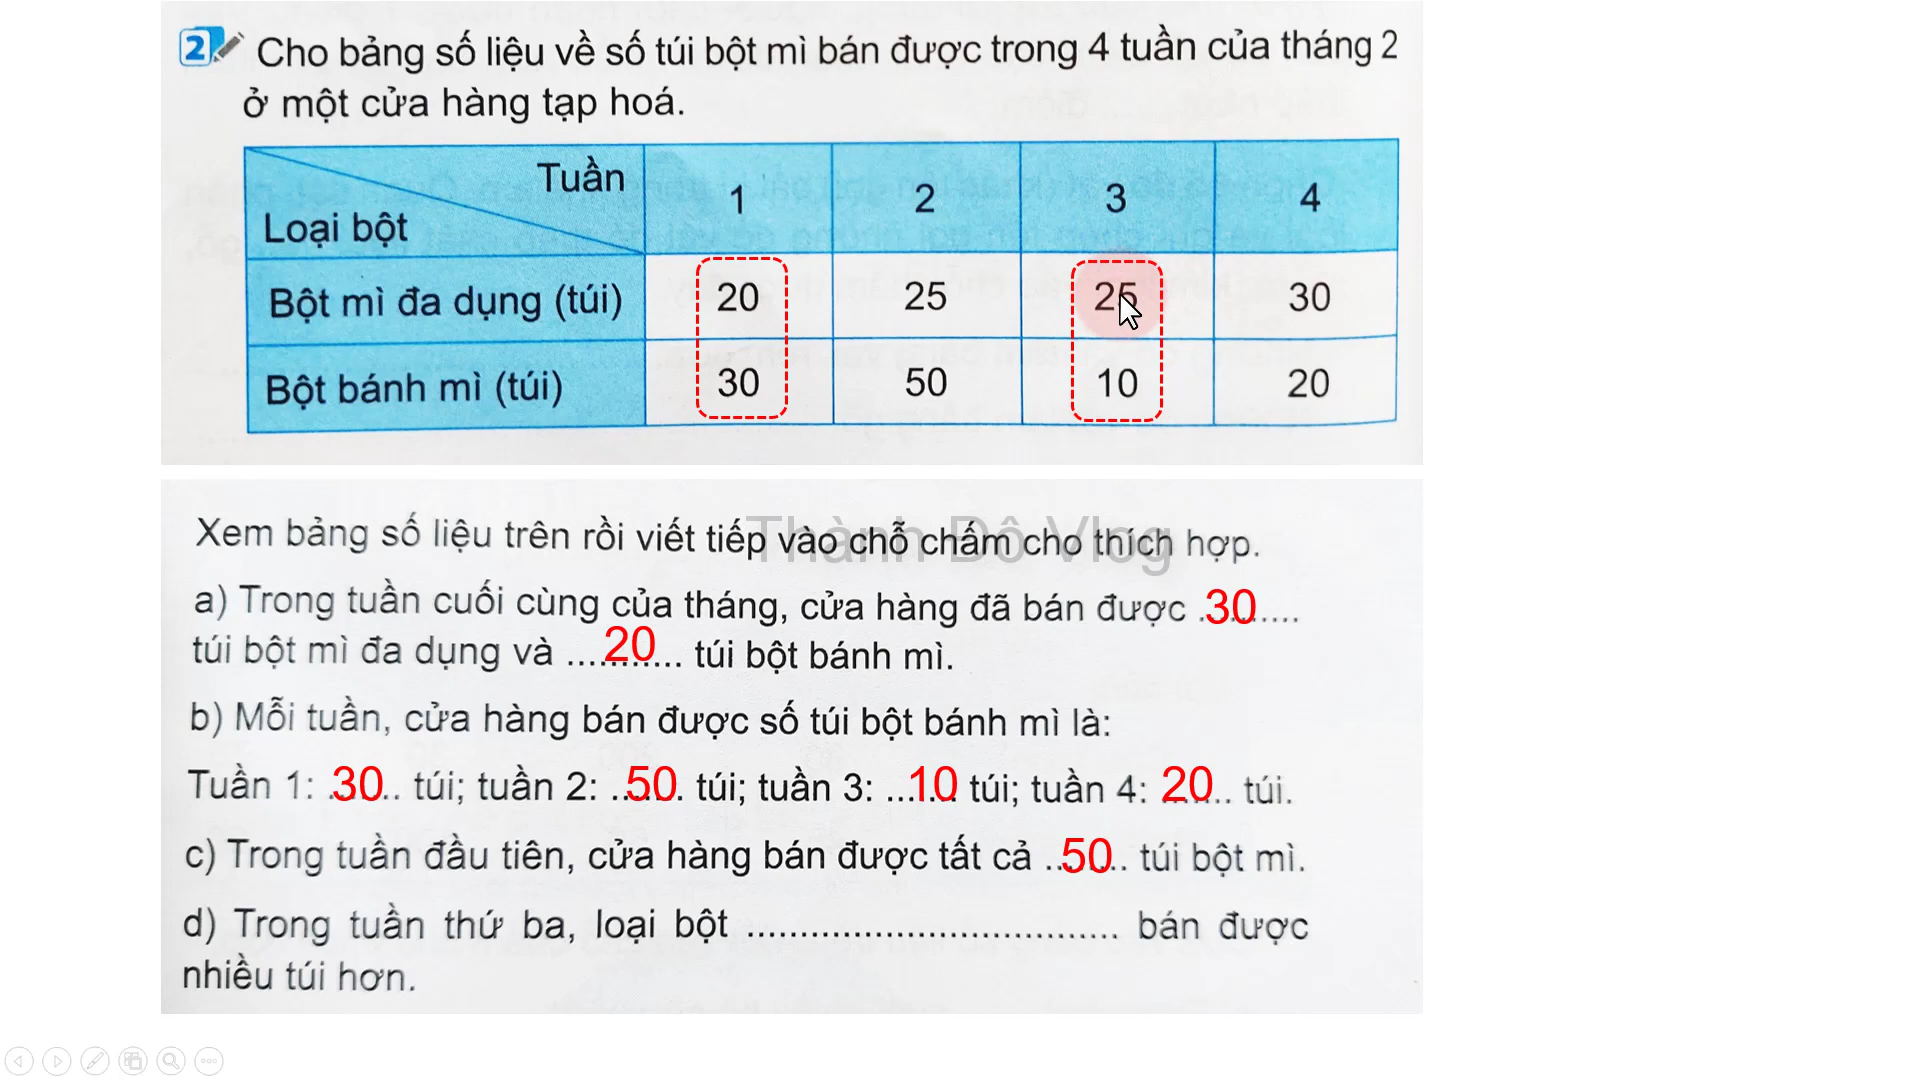 2 Cho bảng số liệu về số túi bột mì bán được trong 4 tuần của tháng 2
ở một cửa hàng tạp hoá.
Tuần
Loại bột
1 2 3 4
Bột mì đa dụng (túi) 20 25 25 30
Bột bánh mì (túi) 30 50 10 20
Thành Đô Vlog
Xem bảng số liệu trên rồi viết tiếp vào chỗ chấm cho thích hợp.
a) Trong tuần cuối cùng của tháng, cửa hàng đã bán được .30....
túi bột mì đa dụng và ....20... túi bột bánh mì.
b) Mỗi tuần, cửa hàng bán được số túi bột bánh mì là:
Tuần 1: .30.. túi; tuần 2: .50. túi; tuần 3: ...10 túi; tuần 4: 20.. túi.
c) Trong tuần đầu tiên, cửa hàng bán được tất cả ..50.. túi bột mì.
d) Trong tuần thứ ba, loại bột .................................... bán được
nhiều túi hơn.